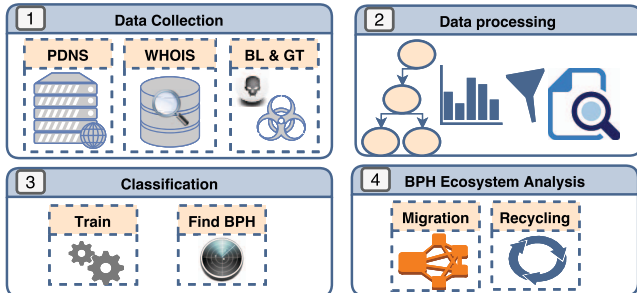 1
Data Collection
PDNS
WHOIS
BL & GT
2
Data processing
3
Classification
Train
Find BPH
4
BPH Ecosystem Analysis
Migration
Recycling